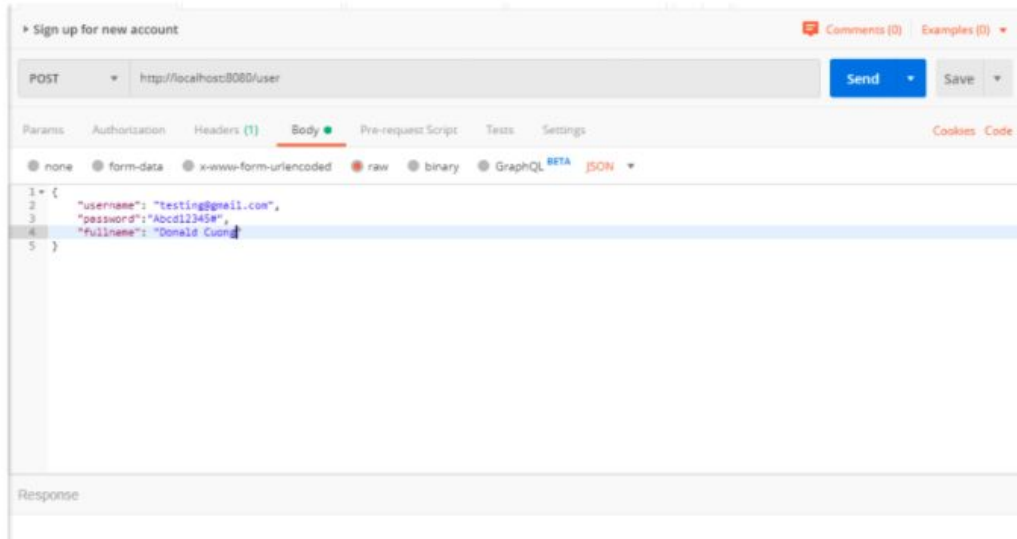 Sign up for new account Comments (0) Examples (0)
POST http://localhost:8080/user Send Save
Params Authorization Headers (1) Body Pre-request Script Tests Settings Cookies Code
none form-data x-www-form-urlencoded raw binary GraphQL BETA JSON
1 {
2 "username": "testing@gmail.com",
3 "password":"Abcd12345#",
4 "fullname": "Donald Cuong"
5 }
Response